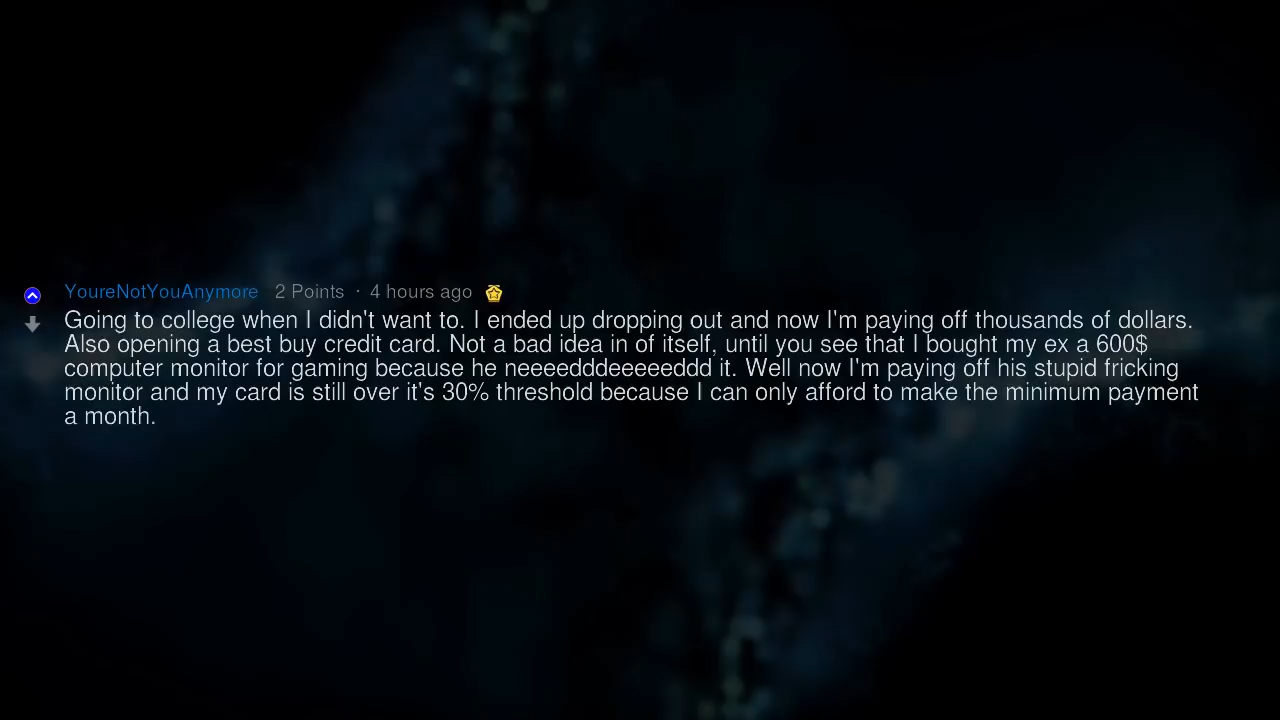 YoureNotYouAnymore 2 Points · 4 hours ago
Going to college when I didn't want to. I ended up dropping out and now I'm paying off thousands of dollars.
Also opening a best buy credit card. Not a bad idea in of itself, until you see that I bought my ex a 600$
computer monitor for gaming because he neeeedddeeeeeddd it. Well now I'm paying off his stupid fricking
monitor and my card is still over it's 30% threshold because I can only afford to make the minimum payment
a month.